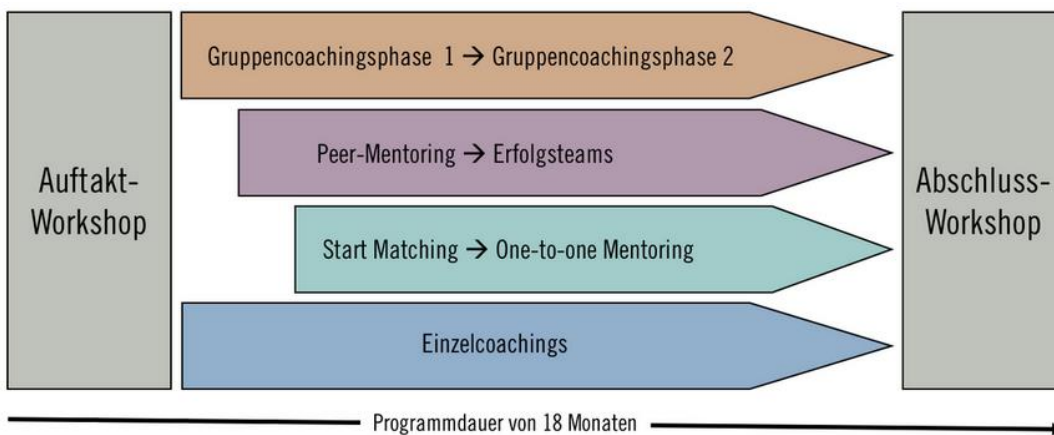 Auftakt-
Workshop
Gruppencoachingsphase 1 → Gruppencoachingsphase 2
Peer-Mentoring → Erfolgsteams
Start Matching → One-to-one Mentoring
Einzelcoachings
Abschluss-
Workshop
Programmdauer von 18 Monaten